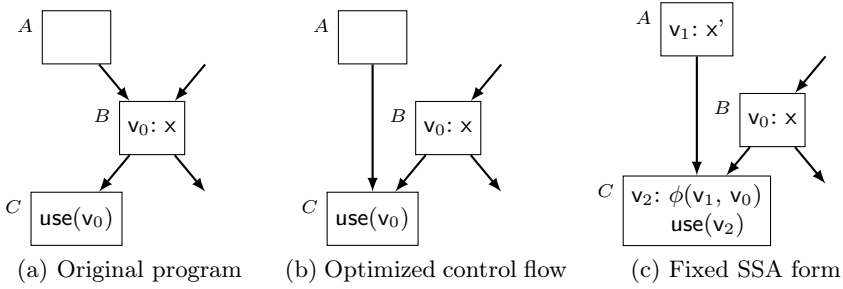 A
B
v₀: x
C
use(v₀)
(a) Original program
A
B
v₀: x
C
use(v₀)
(b) Optimized control flow
A
v₁: x'
B
v₀: x
C
v₂: ϕ(v₁, v₀)
use(v₂)
(c) Fixed SSA form